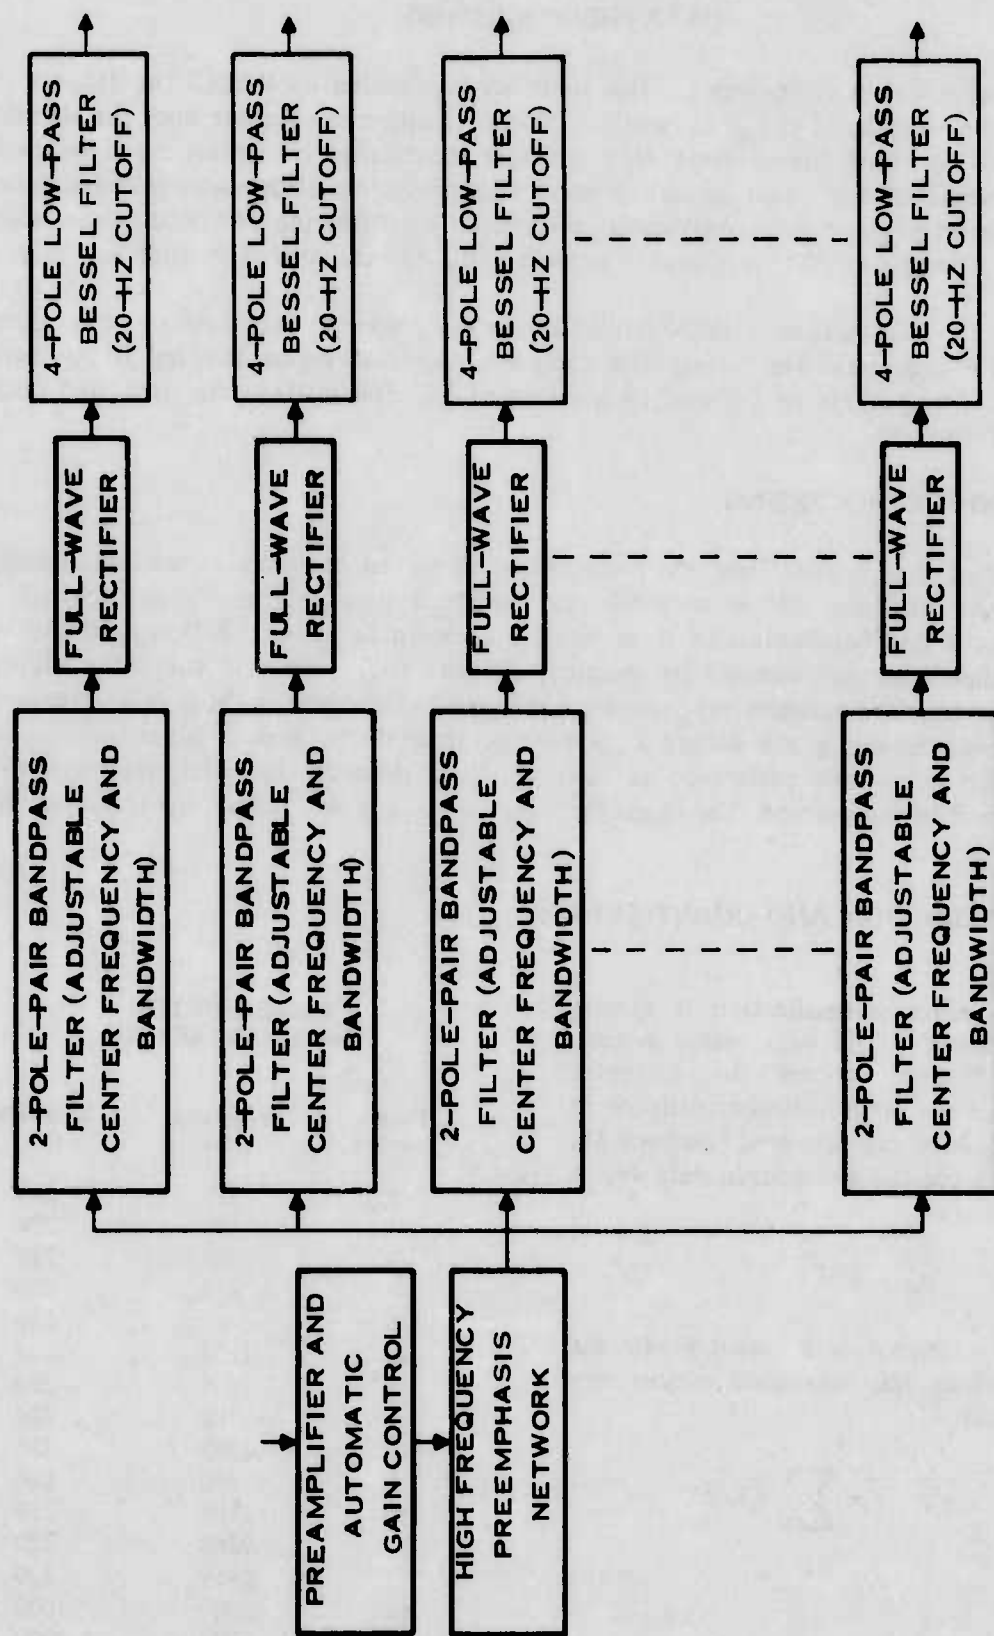 PREAMPLIFIER AND
AUTOMATIC
GAIN CONTROL
HIGH FREQUENCY
PREEMPHASIS
NETWORK
2-POLE-PAIR BANDPASS
FILTER (ADJUSTABLE
CENTER FREQUENCY AND
BANDWIDTH)
FULL-WAVE
RECTIFIER
4-POLE LOW-PASS
BESSEL FILTER
(20-HZ CUTOFF)
2-POLE-PAIR BANDPASS
FILTER (ADJUSTABLE
CENTER FREQUENCY AND
BANDWIDTH)
FULL-WAVE
RECTIFIER
4-POLE LOW-PASS
BESSEL FILTER
(20-HZ CUTOFF)
2-POLE-PAIR BANDPASS
FILTER (ADJUSTABLE
CENTER FREQUENCY AND
BANDWIDTH)
FULL-WAVE
RECTIFIER
4-POLE LOW-PASS
BESSEL FILTER
(20-HZ CUTOFF)
2-POLE-PAIR BANDPASS
FILTER (ADJUSTABLE
CENTER FREQUENCY AND
BANDWIDTH)
FULL-WAVE
RECTIFIER
4-POLE LOW-PASS
BESSEL FILTER
(20-HZ CUTOFF)